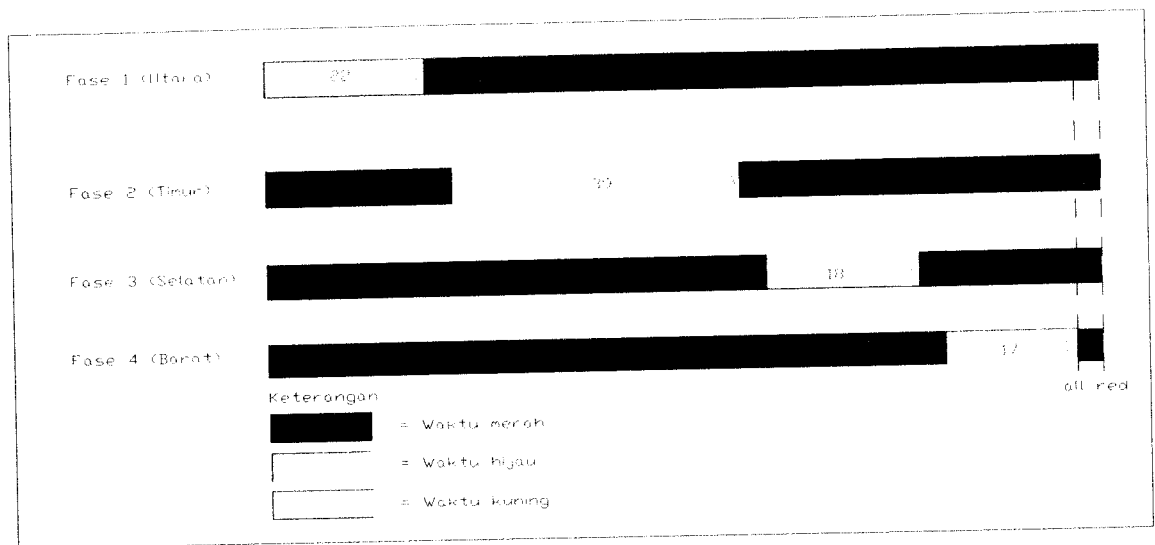 Fase 1 (Utara)
Fase 2 (Timur)
Fase 3 (Selatan)
18
Fase 4 (Barat)
17
all red
Keterangan
= Waktu merah
= Waktu hijau
= Waktu kuning